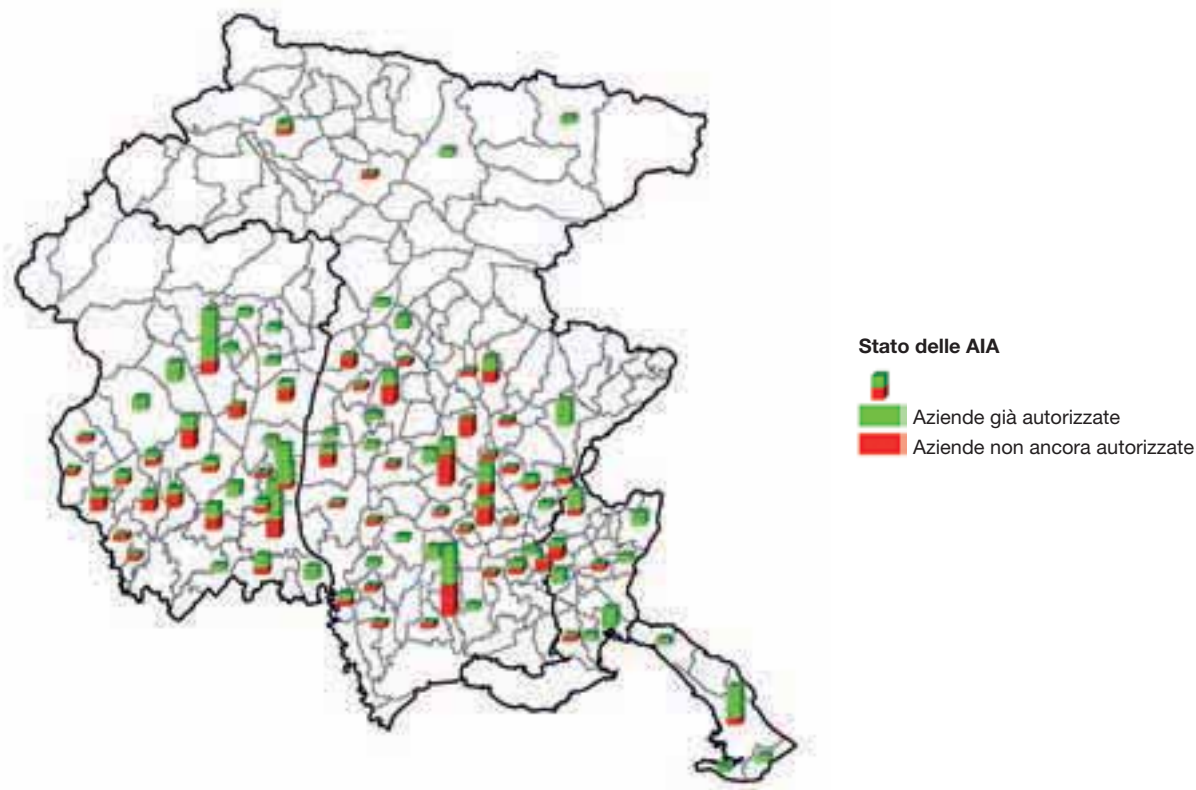 Stato delle AIA
Aziende già autorizzate
Aziende non ancora autorizzate